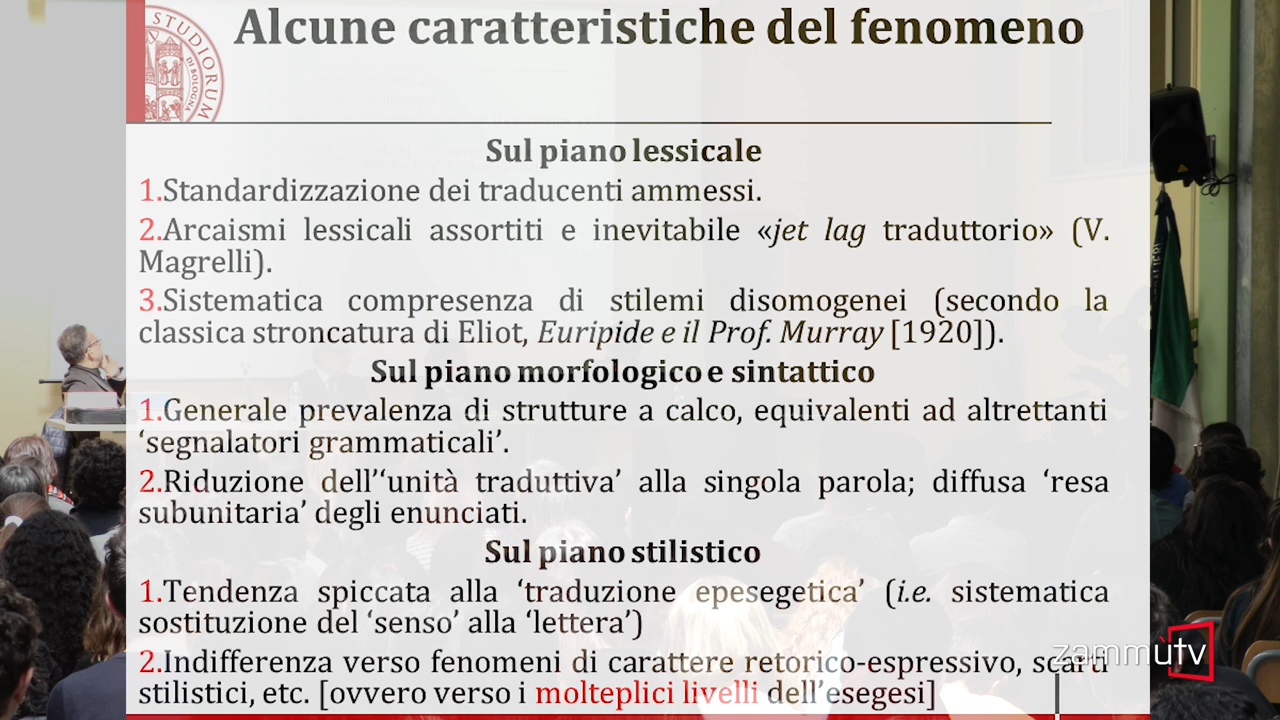 Alcune caratteristiche del fenomeno
STUDIORUM
DI BOLOGNA
Sul piano lessicale
1.Standardizzazione dei traducenti ammessi.
2.Arcaismi lessicali assortiti e inevitabile «jet lag traduttorio» (V.
Magrelli).
3.Sistematica compresenza di stilemi disomogenei (secondo la
classica stroncatura di Eliot, Euripide e il Prof. Murray [1920]).
Sul piano morfologico e sintattico
1.Generale prevalenza di strutture a calco, equivalenti ad altrettanti
‘segnalatori grammaticali’.
2.Riduzione dell’‘unità traduttiva’ alla singola parola; diffusa ‘resa
subunitaria’ degli enunciati.
Sul piano stilistico
1.Tendenza spiccata alla ‘traduzione epesegetica’ (i.e. sistematica
sostituzione del ‘senso’ alla ‘lettera’)
2.Indifferenza verso fenomeni di carattere retorico-espressivo, scarti
stilistici, etc. [ovvero verso i molteplici livelli dell’esegesi]
zammùtv